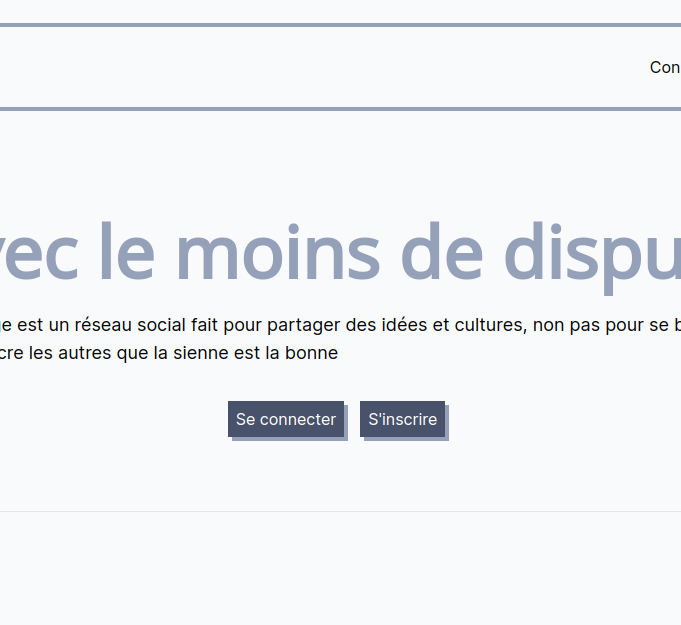 Con
vec le moins de dispu
ge est un réseau social fait pour partager des idées et cultures, non pas pour se b
cre les autres que la sienne est la bonne
Se connecter
S'inscrire